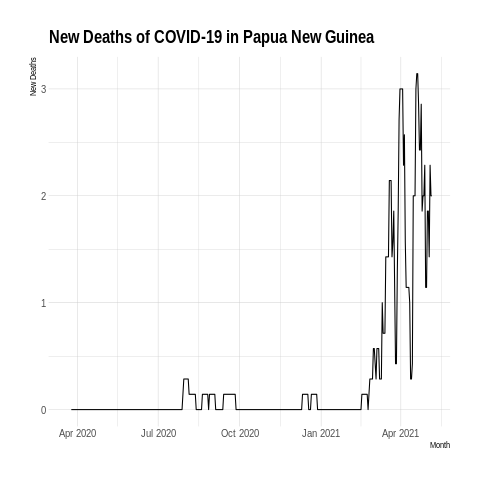 New Deaths of COVID-19 in Papua New Guinea
New Deaths
3
2
1
0
Apr 2020 Jul 2020 Oct 2020 Jan 2021 Apr 2021
Month